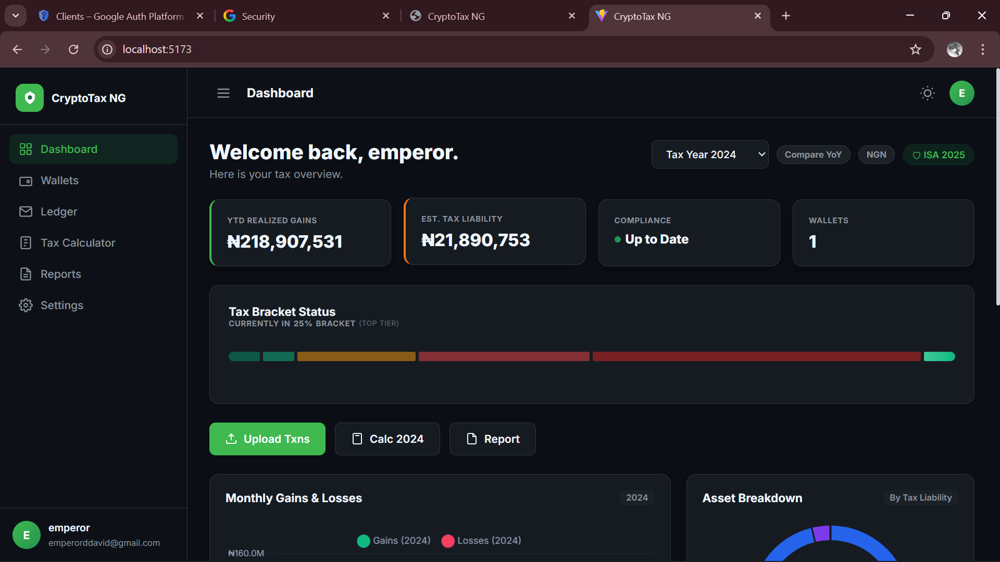 Clients – Google Auth Platform
Security
CryptoTax NG
CryptoTax NG
localhost:5173
CryptoTax NG
Dashboard
E
Dashboard
Wallets
Ledger
Tax Calculator
Reports
Settings
Welcome back, emperor.
Here is your tax overview.
Tax Year 2024
Compare YoY
NGN
ISA 2025
YTD REALIZED GAINS
₦218,907,531
EST. TAX LIABILITY
₦21,890,753
COMPLIANCE
Up to Date
WALLETS
1
Tax Bracket Status
CURRENTLY IN 25% BRACKET (TOP TIER)
Upload Txns
Calc 2024
Report
Monthly Gains & Losses
2024
Gains (2024)
Losses (2024)
₦160.0M
Asset Breakdown
By Tax Liability
E
emperor
emperorddavid@gmail.com